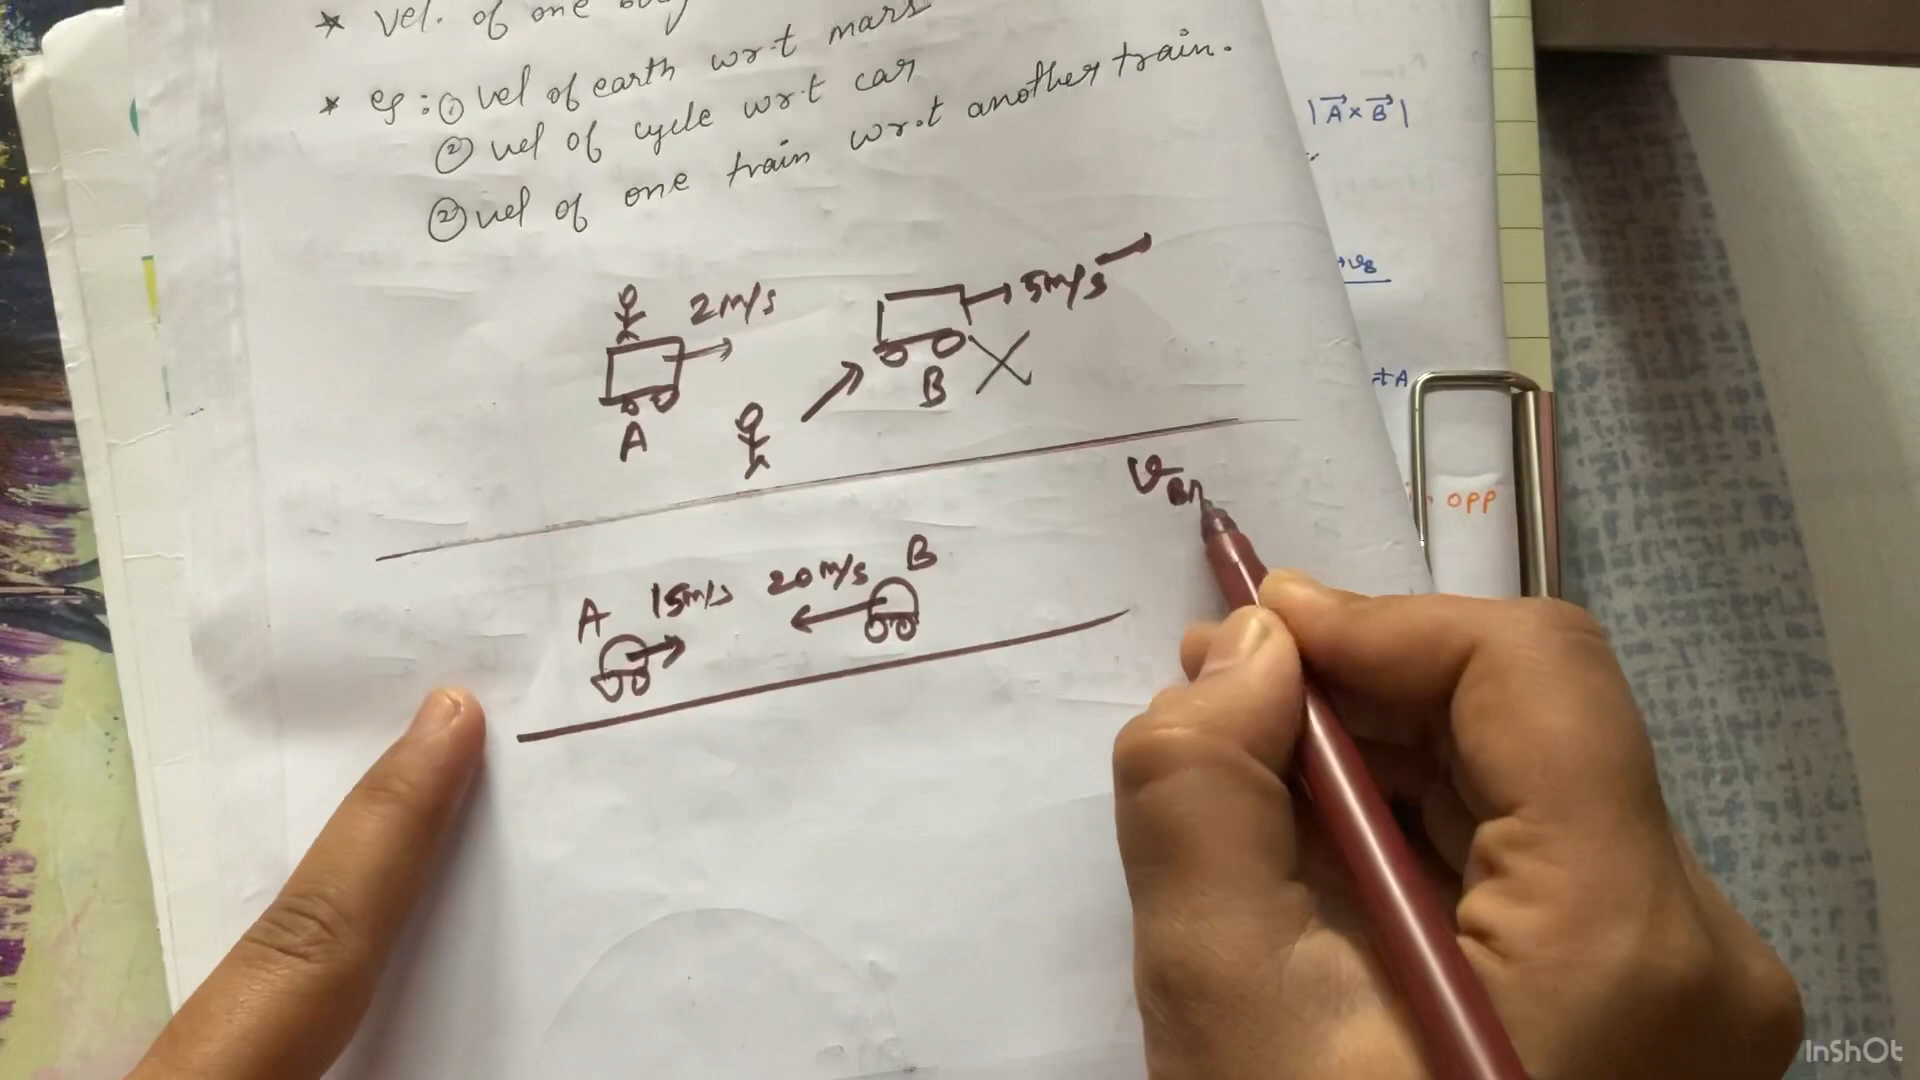 * Vel. of one
* eg : ① vel of earth w.r.t mars
② vel of cycle w.r.t car
② vel of one train w.r.t another train.
2m/s
5m/s
A
B
A 15m/s 20m/s B
|A×B|
opp
InShOt